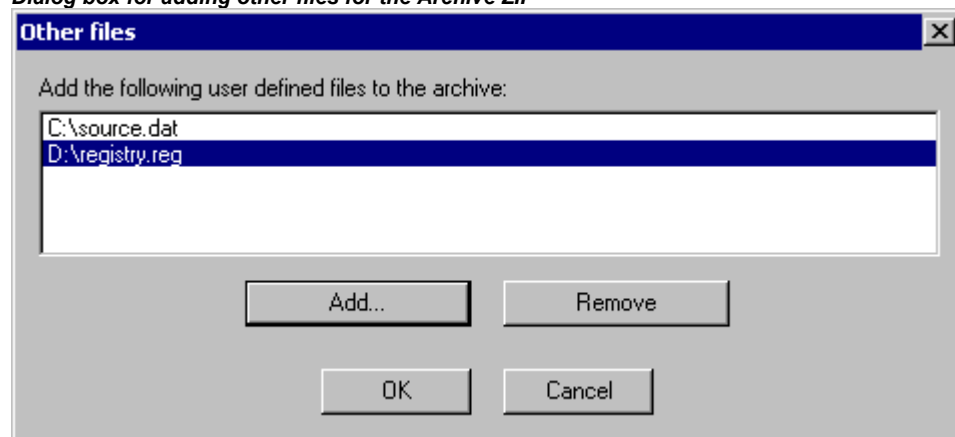 Dialog box for adding other files for the Archive
Other files
Add the following user defined files to the archive:
C:\source.dat
D:\registry.reg
Add...
Remove
OK
Cancel